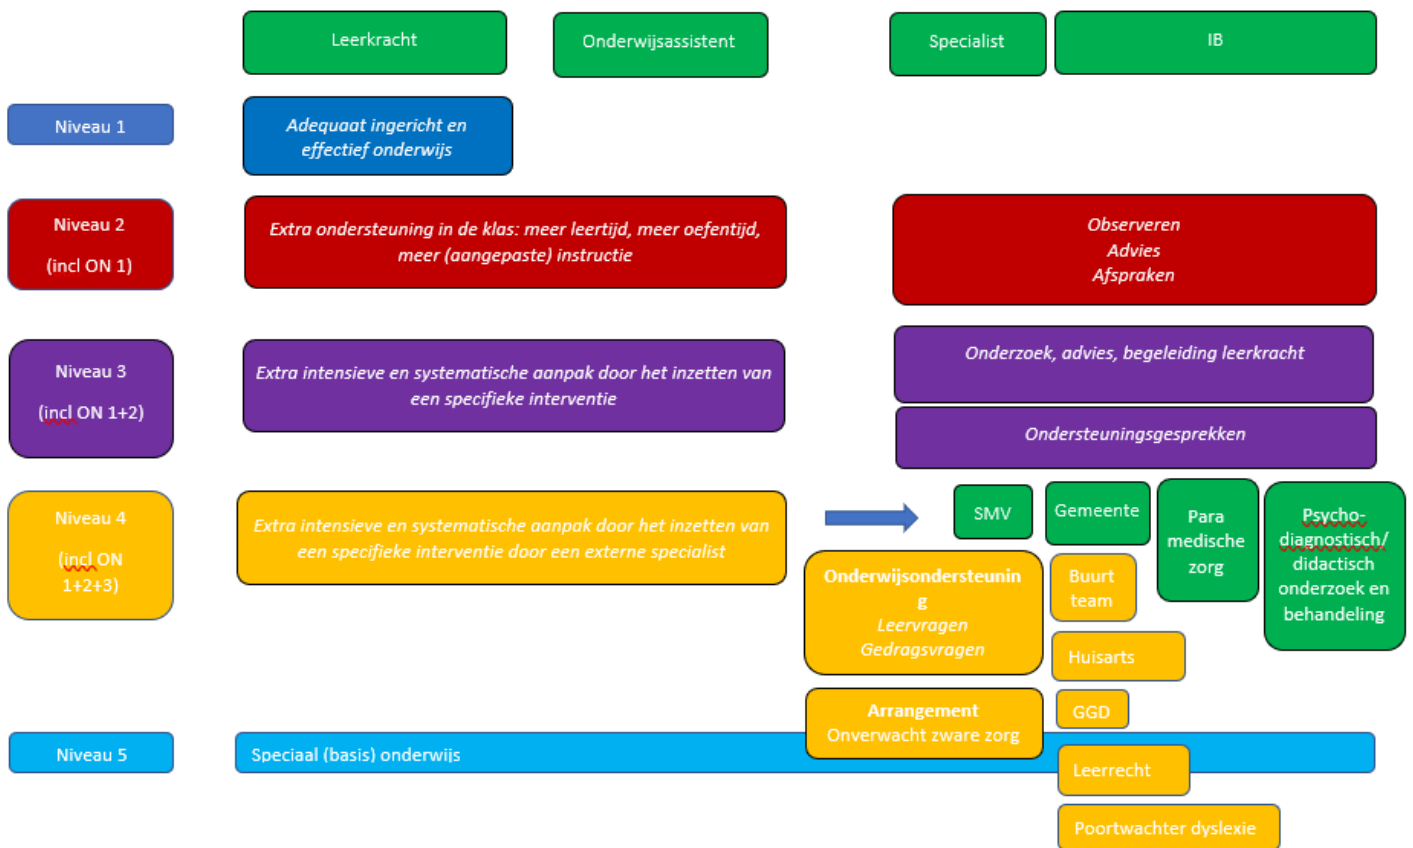 Leerkracht
Onderwijsassistent
Specialist
IB
Niveau 1
Adequaat ingericht en
effectief onderwijs
Niveau 2
(incl ON 1)
Extra ondersteuning in de klas: meer leertijd, meer oefentijd,
meer (aangepaste) instructie
Observeren
Advies
Afspraken
Niveau 3
(incl ON 1+2)
Extra intensieve en systematische aanpak door het inzetten van
een specifieke interventie
Onderzoek, advies, begeleiding leerkracht
Ondersteuningsgesprekken
Niveau 4
(incl ON
1+2+3)
Extra intensieve en systematische aanpak door het inzetten van
een specifieke interventie door een externe specialist
SMV
Gemeente
Para
medische
zorg
Psycho-
diagnostisch/
didactisch
onderzoek en
behandeling
Onderwijsondersteunin
g
Leervragen
Gedragsvragen
Buurt
team
Huisarts
Arrangement
Onverwacht zware zorg
GGD
Niveau 5
Speciaal (basis) onderwijs
Leerrecht
Poortwachter dyslexie